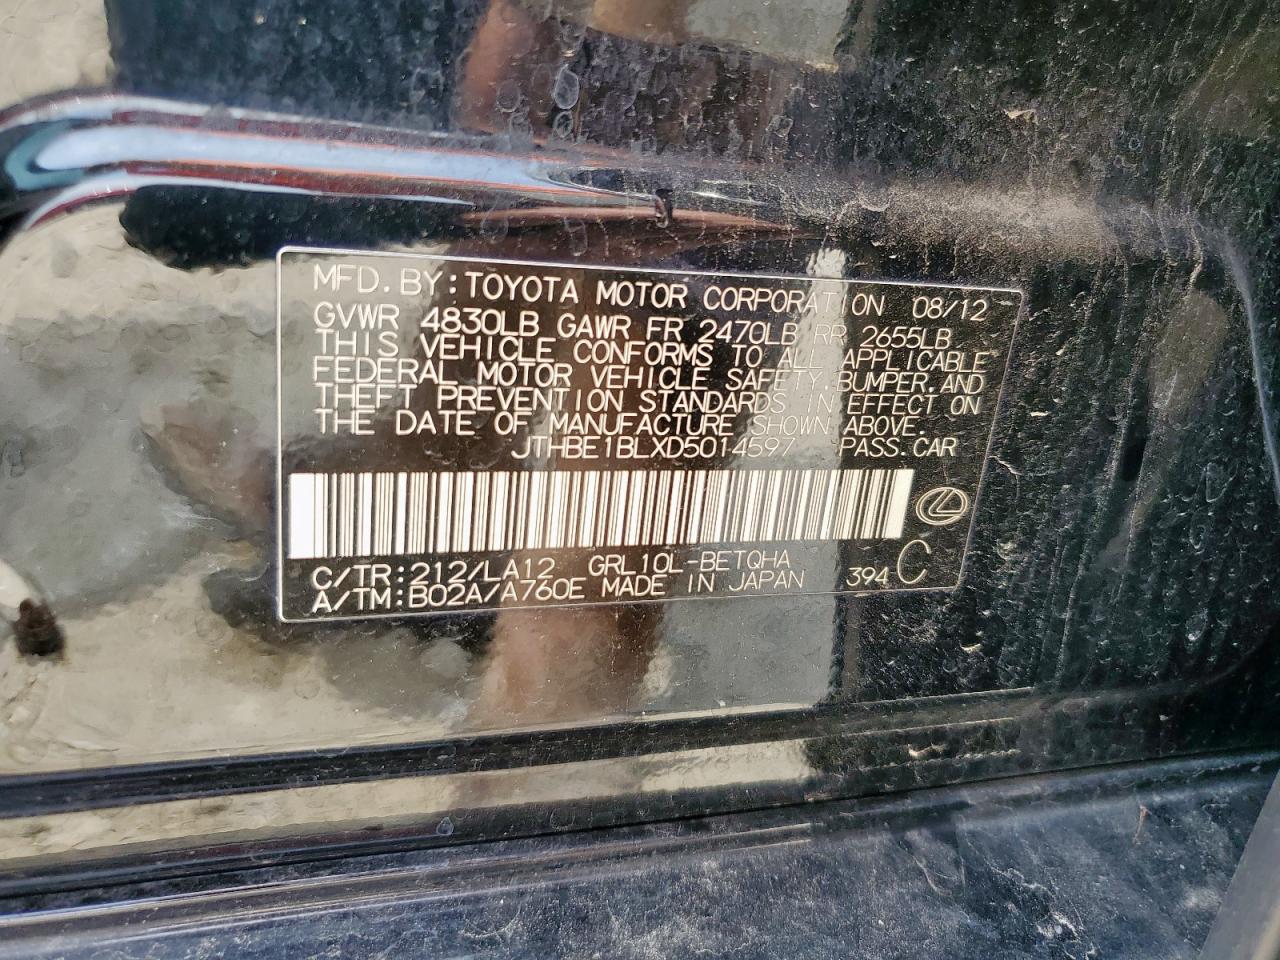 MFD. BY: TOYOTA MOTOR CORPORATION 08/12
GVWR 4830LB GAWR FR 2470LB RR 2655LB
THIS VEHICLE CONFORMS TO ALL APPLICABLE
FEDERAL MOTOR VEHICLE SAFETY, BUMPER, AND
THEFT PREVENTION STANDARDS IN EFFECT ON
THE DATE OF MANUFACTURE SHOWN ABOVE.
JTHBE1BLXD5014597 PASS. CAR
C/TR: 212/LA12 GRL10L-BETQHA
A/TM: B02A/A760E MADE IN JAPAN 394 C